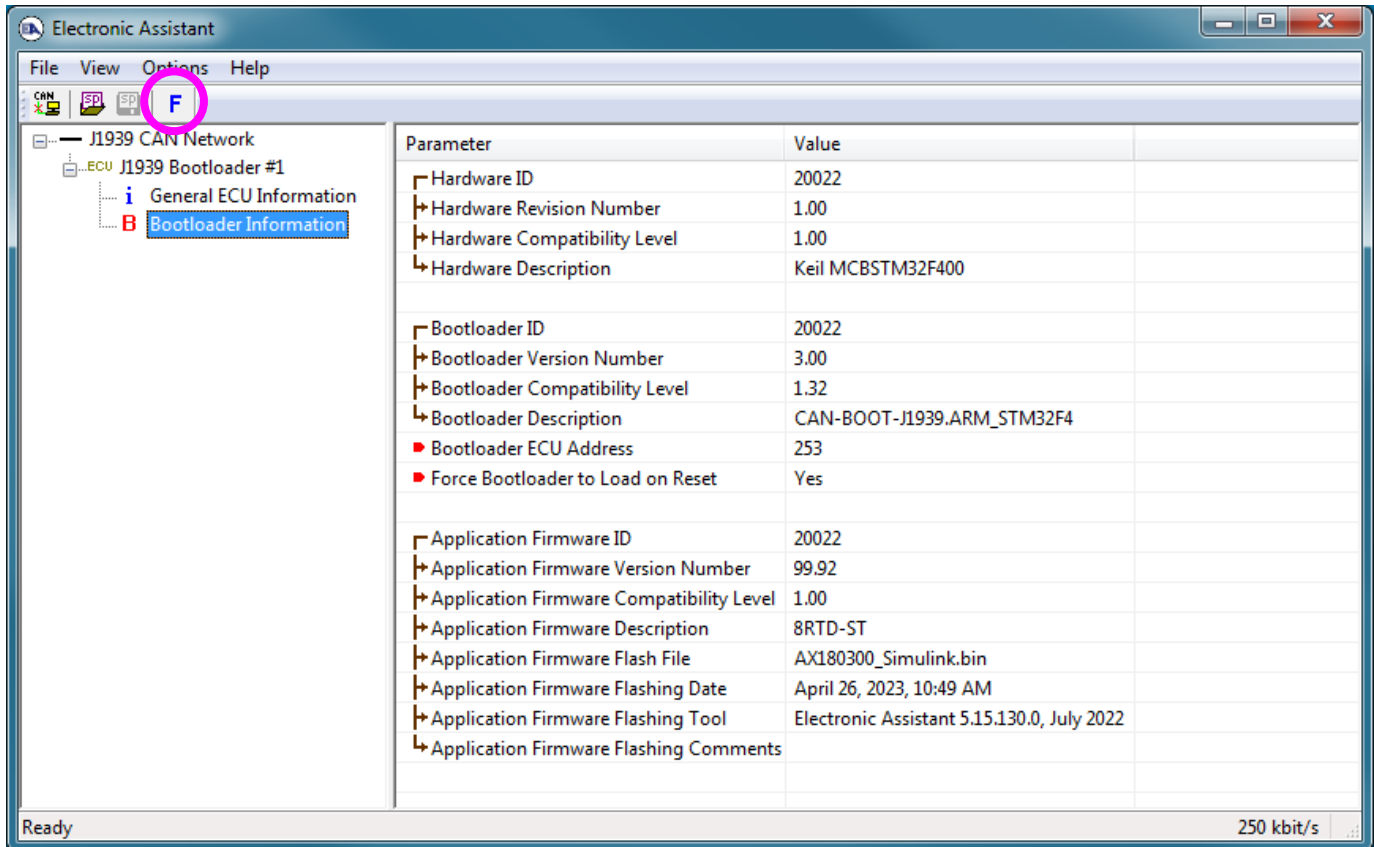 EA Electronic Assistant
File View Options Help
CAN SP SP F
J1939 CAN Network
ECU J1939 Bootloader #1
i General ECU Information
B Bootloader Information
Parameter Value
Hardware ID 20022
Hardware Revision Number 1.00
Hardware Compatibility Level 1.00
Hardware Description Keil MCBSTM32F400
Bootloader ID 20022
Bootloader Version Number 3.00
Bootloader Compatibility Level 1.32
Bootloader Description CAN-BOOT-J1939.ARM_STM32F4
Bootloader ECU Address 253
Force Bootloader to Load on Reset Yes
Application Firmware ID 20022
Application Firmware Version Number 99.92
Application Firmware Compatibility Level 1.00
Application Firmware Description 8RTD-ST
Application Firmware Flash File AX180300_Simulink.bin
Application Firmware Flashing Date April 26, 2023, 10:49 AM
Application Firmware Flashing Tool Electronic Assistant 5.15.130.0, July 2022
Application Firmware Flashing Comments
Ready 250 kbit/s